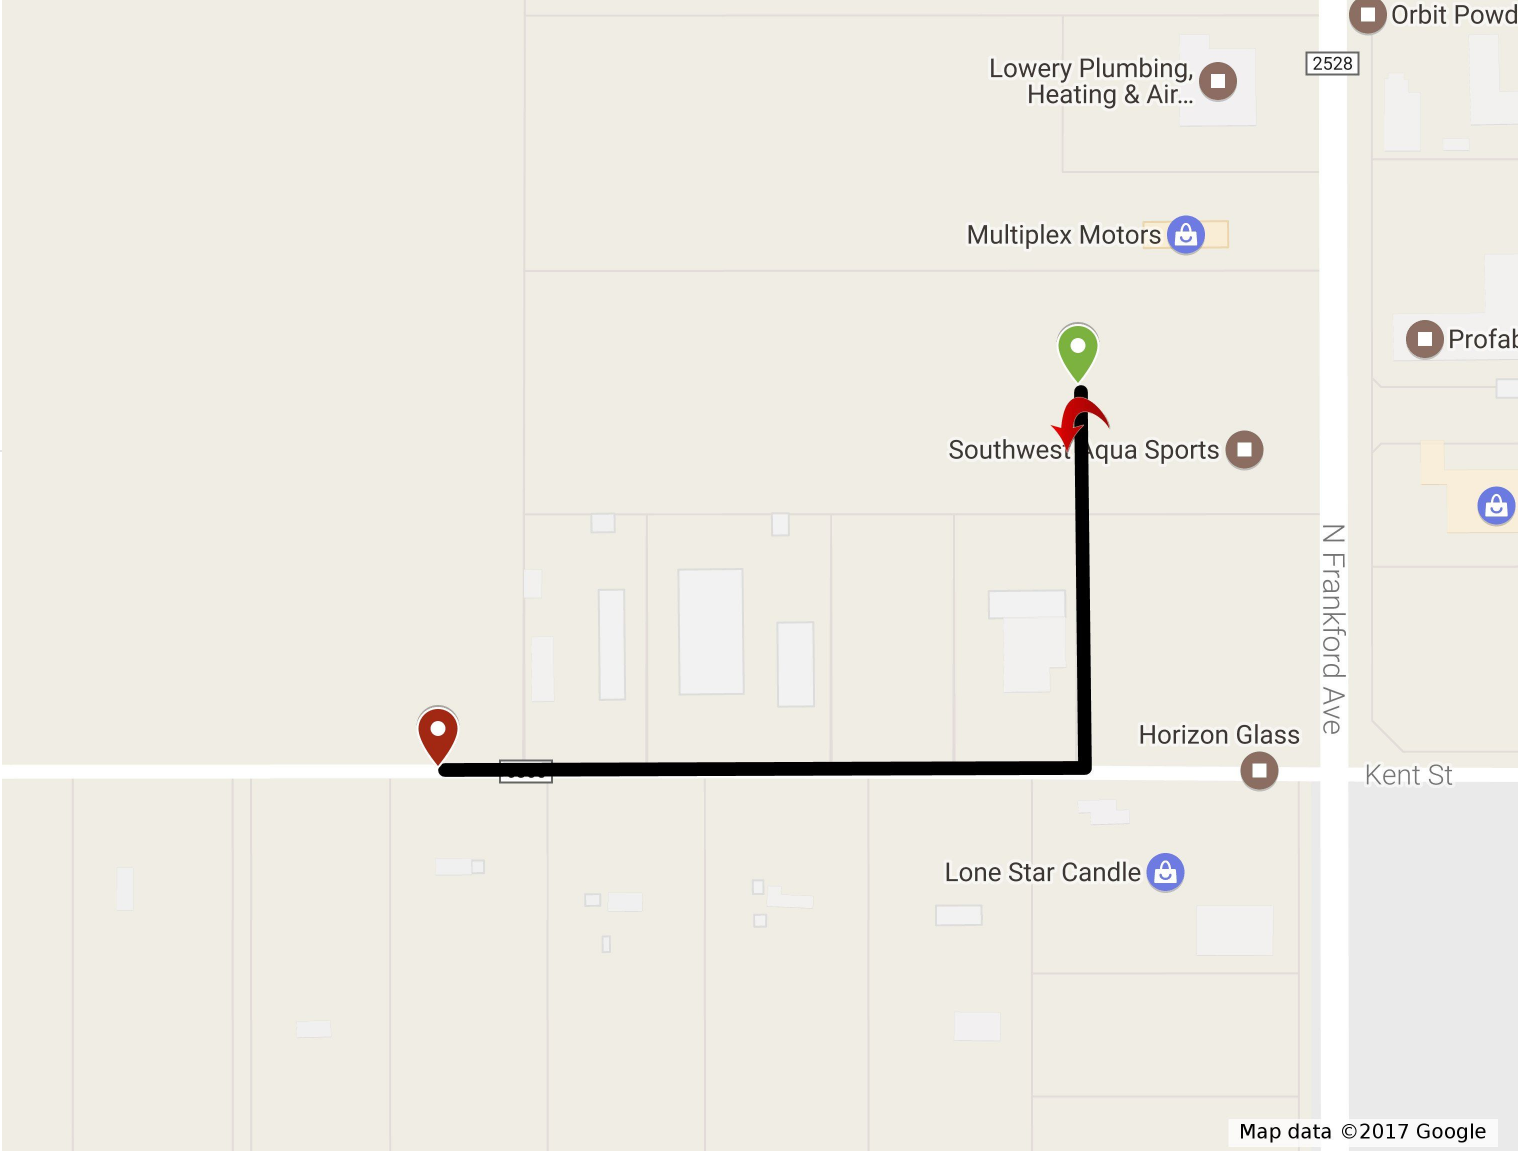 Orbit Powd
2528
Lowery Plumbing,
Heating & Air...
Multiplex Motors
Profab
Southwest Aqua Sports
N Frankford Ave
Horizon Glass
Kent St
Lone Star Candle
Map data ©2017 Google